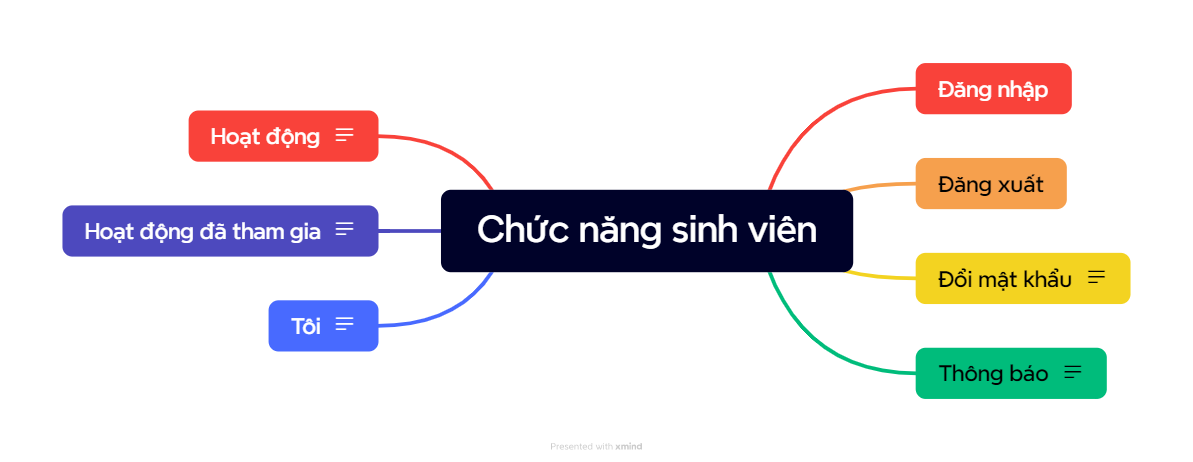 Chức năng sinh viên
Đăng nhập
Đăng xuất
Đổi mật khẩu
Thông báo
Hoạt động
Hoạt động đã tham gia
Tôi
Presented with xmind